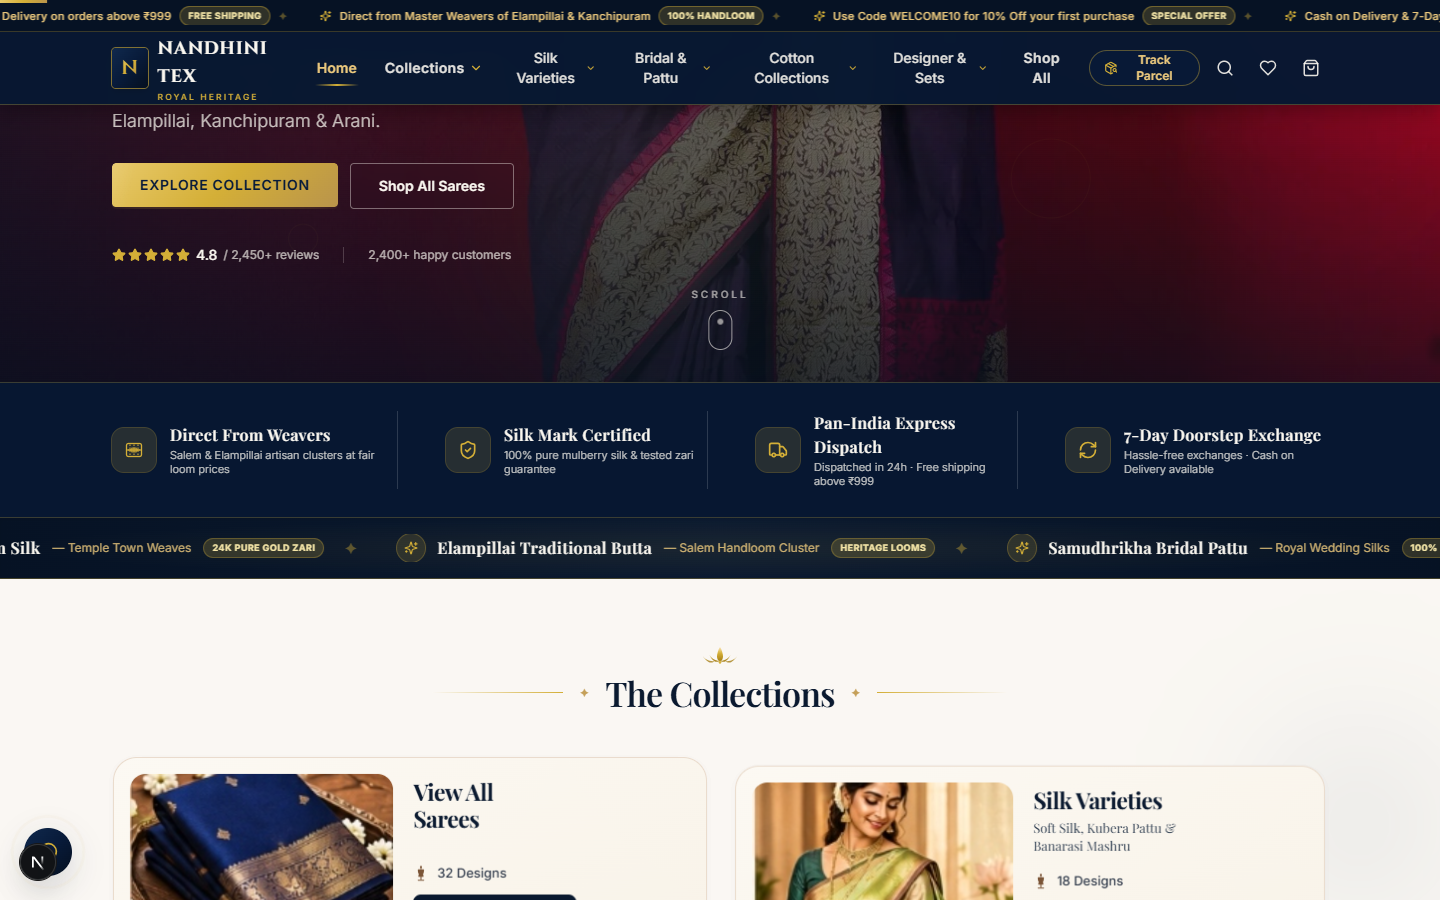 Delivery on orders above ₹999 FREE SHIPPING Direct from Master Weavers of Elampillai & Kanchipuram 100% HANDLOOM Use Code WELCOME10 for 10% Off your first purchase SPECIAL OFFER Cash on Delivery & 7-Da
N
NANDHINI
TEX
ROYAL HERITAGE
Home
Collections
Silk
Varieties
Bridal &
Pattu
Cotton
Collections
Designer &
Sets
Shop
All
Track
Parcel
Elampillai, Kanchipuram & Arani.
EXPLORE COLLECTION
Shop All Sarees
4.8 / 2,450+ reviews
2,400+ happy customers
SCROLL
Direct From Weavers
Salem & Elampillai artisan clusters at fair
loom prices
Silk Mark Certified
100% pure mulberry silk & tested zari
guarantee
Pan-India Express
Dispatch
Dispatched in 24h · Free shipping
above ₹999
7-Day Doorstep Exchange
Hassle-free exchanges · Cash on
Delivery available
Silk — Temple Town Weaves 24K PURE GOLD ZARI Elampillai Traditional Butta — Salem Handloom Cluster HERITAGE LOOMS Samudhrikha Bridal Pattu — Royal Wedding Silks 100%
The Collections
View All
Sarees
32 Designs
Silk Varieties
Soft Silk, Kubera Pattu &
Banarasi Mashru
18 Designs
N